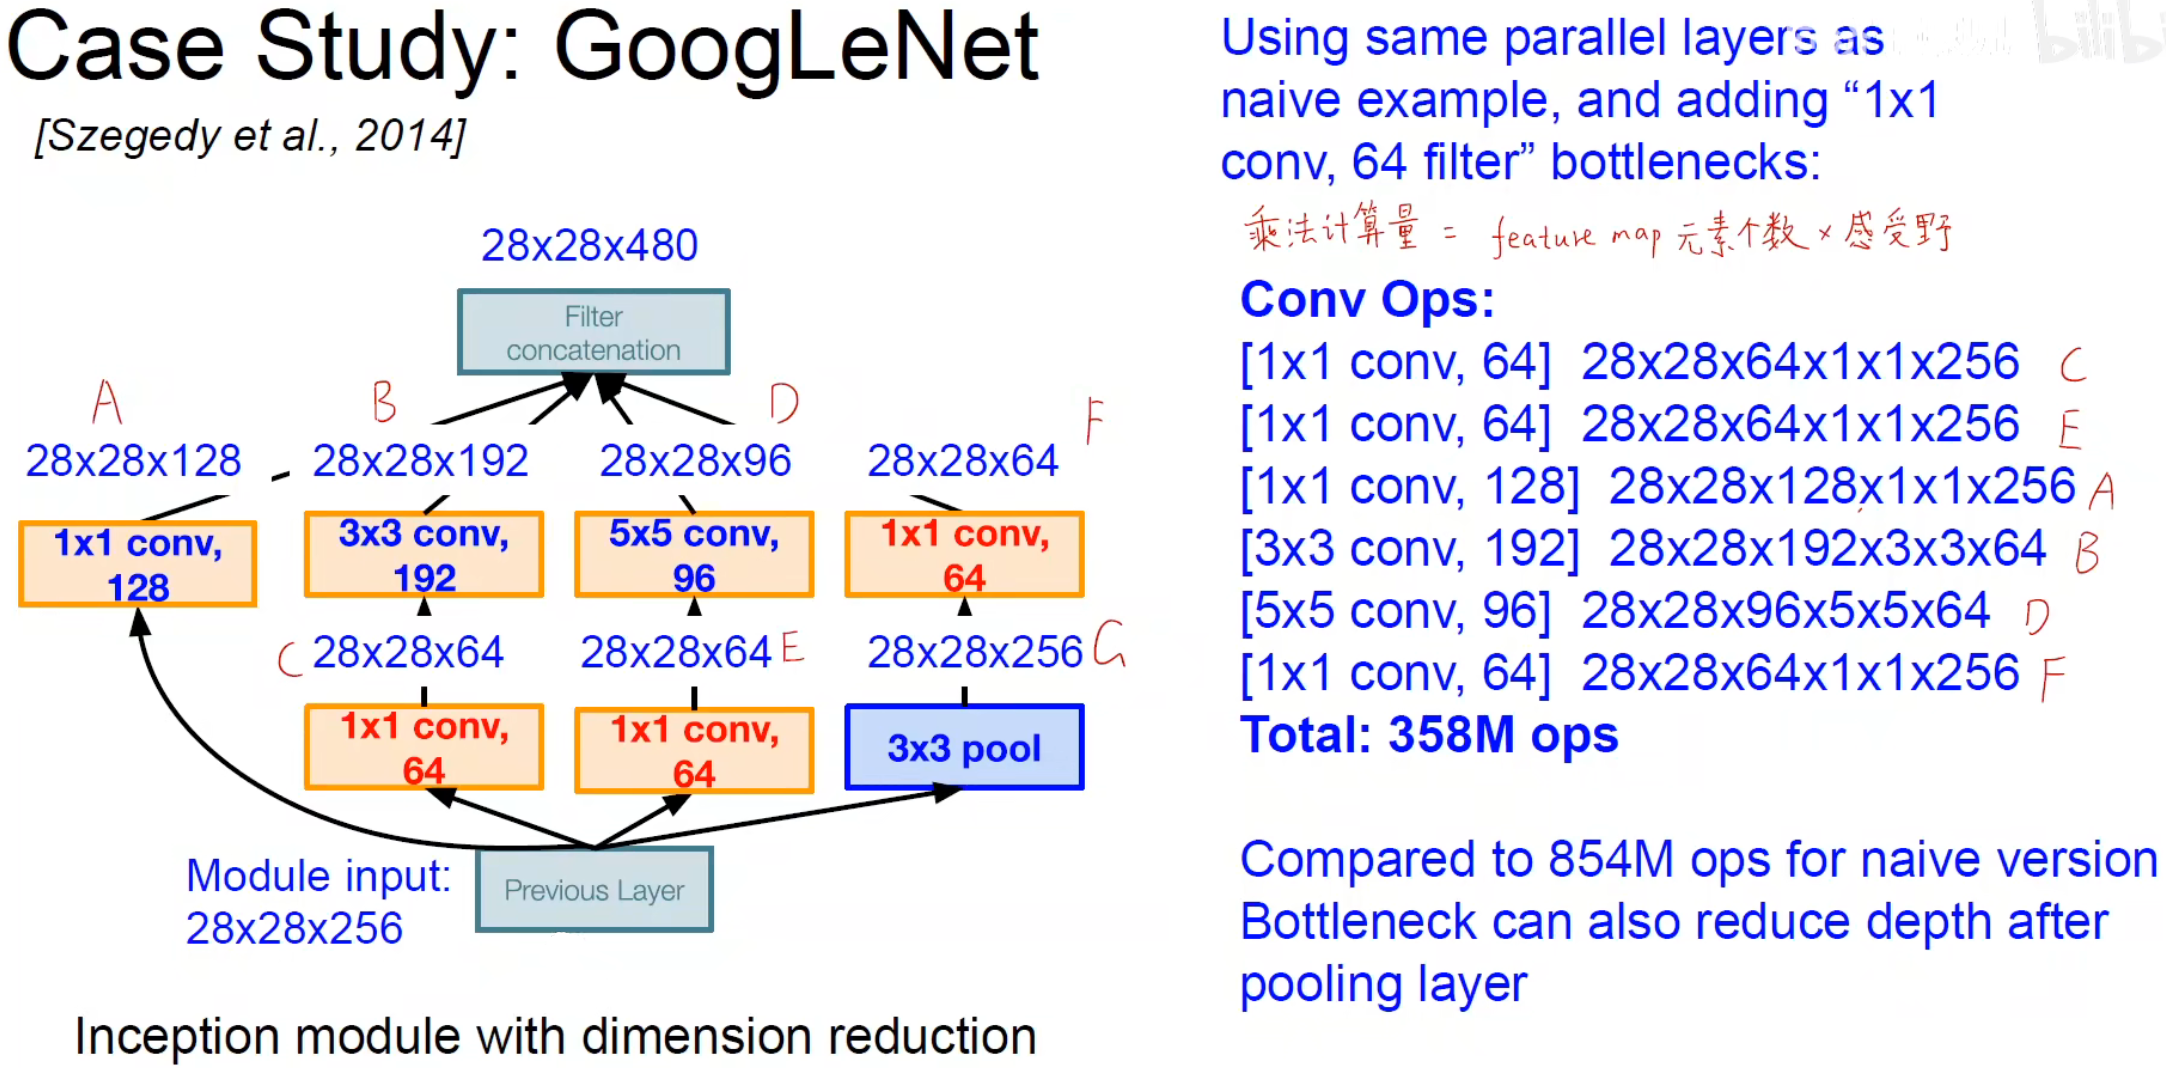 Case Study: GoogLeNet
[Szegedy et al., 2014]
28x28x480
Filter
concatenation
A
B
D
F
28x28x128
28x28x192
28x28x96
28x28x64
1x1 conv,
128
3x3 conv,
192
5x5 conv,
96
1x1 conv,
64
C 28x28x64
28x28x64 E
28x28x256 G
1x1 conv,
64
1x1 conv,
64
3x3 pool
Module input:
28x28x256
Previous Layer
Inception module with dimension reduction
Using same parallel layers as
naive example, and adding “1x1
conv, 64 filter” bottlenecks:
乘法计算量 = feature map 元素个数 × 感受野
Conv Ops:
[1x1 conv, 64] 28x28x64x1x1x256 C
[1x1 conv, 64] 28x28x64x1x1x256 E
[1x1 conv, 128] 28x28x128x1x1x256 A
[3x3 conv, 192] 28x28x192x3x3x64 B
[5x5 conv, 96] 28x28x96x5x5x64 D
[1x1 conv, 64] 28x28x64x1x1x256 F
Total: 358M ops
Compared to 854M ops for naive version
Bottleneck can also reduce depth after
pooling layer
bilibi